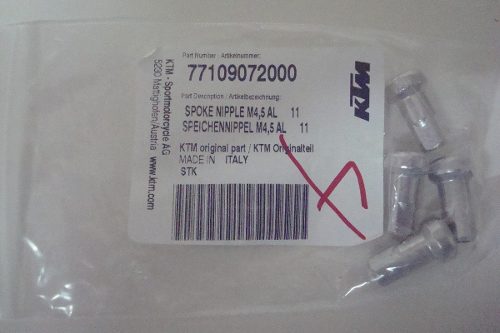 Part Number / Artikelnummer:
77109072000
Part Description / Artikelbezeichnung:
SPOKE NIPPLE M4,5 AL 11
SPEICHENNIPPEL M4,5 AL 11
KTM original part / KTM Originalteil
MADE IN ITALY
STK
KTM - Sportmotorcycle AG
5230 Mattighofen/Austria
www.ktm.com
KTM
4